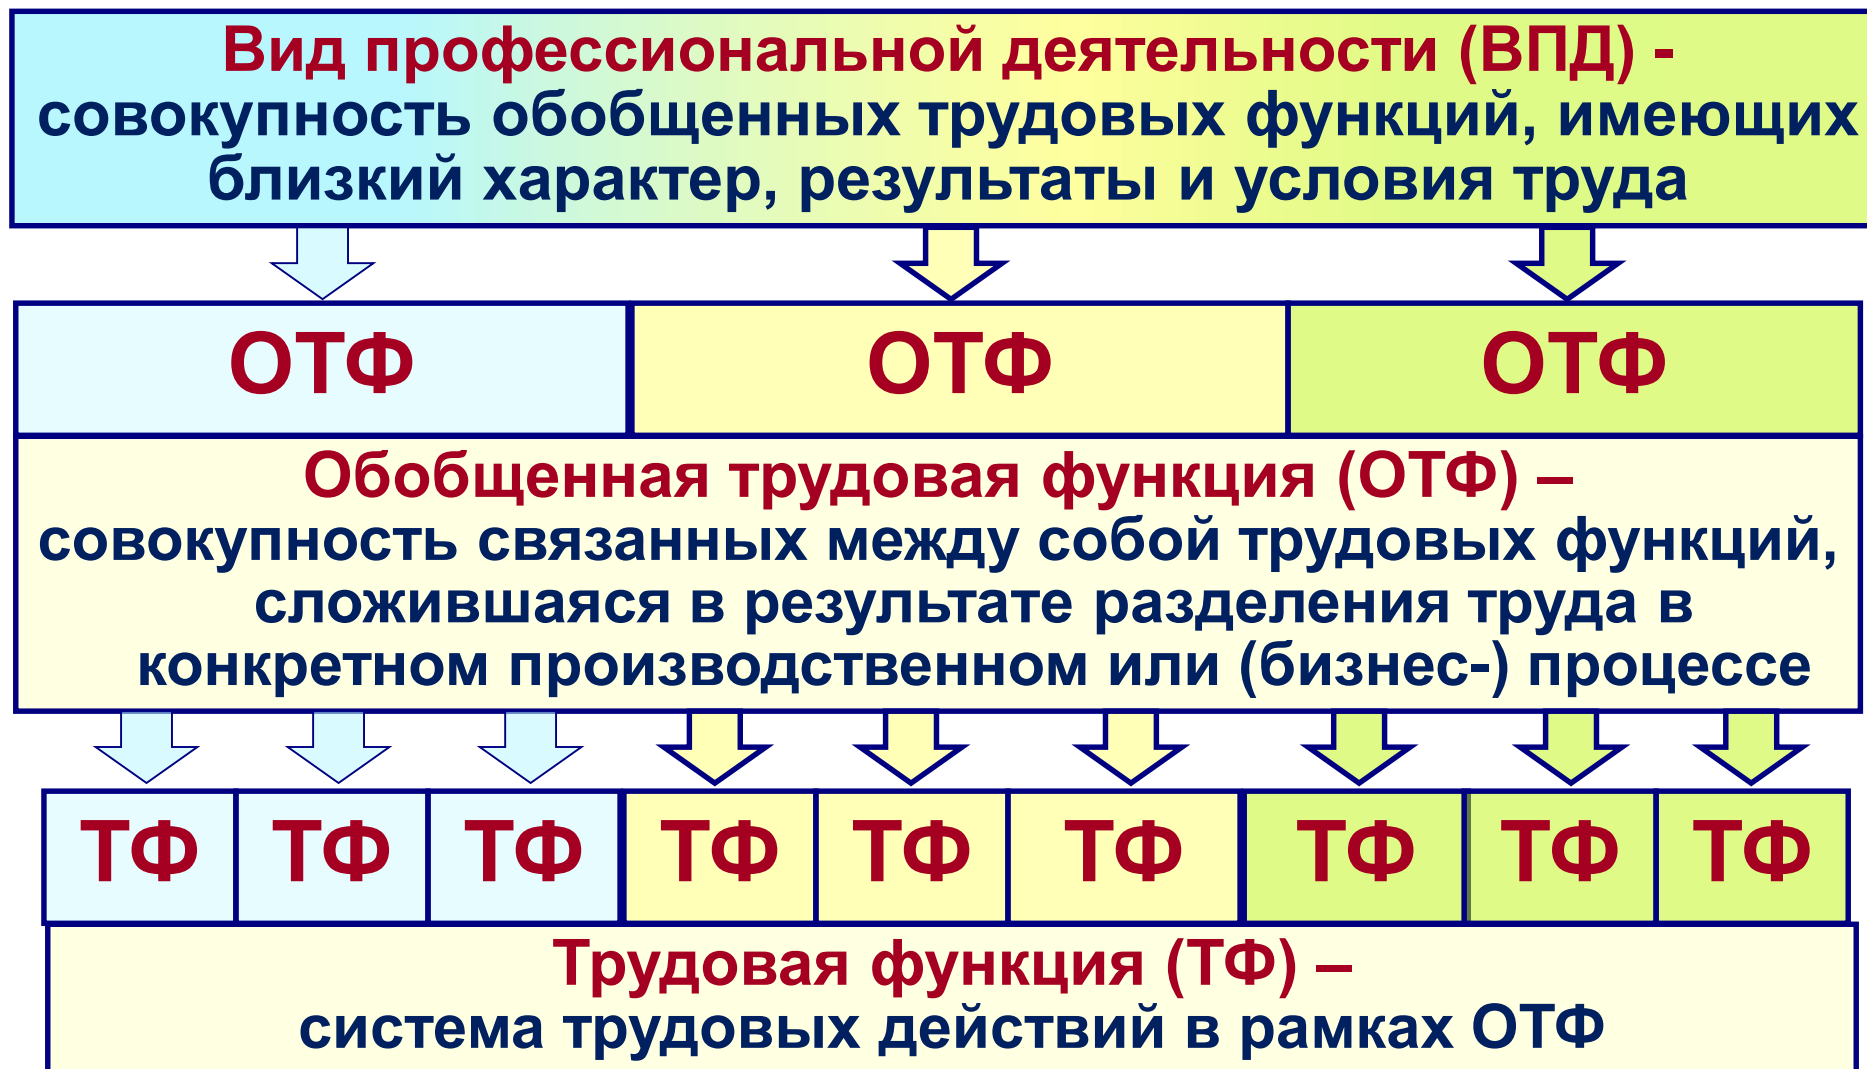 Вид профессиональной деятельности (ВПД) -
совокупность обобщенных трудовых функций, имеющих
близкий характер, результаты и условия труда
ОТФ ОТФ ОТФ
Обобщенная трудовая функция (ОТФ) –
совокупность связанных между собой трудовых функций,
сложившаяся в результате разделения труда в
конкретном производственном или (бизнес-) процессе
ТФ ТФ ТФ ТФ ТФ ТФ ТФ ТФ ТФ
Трудовая функция (ТФ) –
система трудовых действий в рамках ОТФ